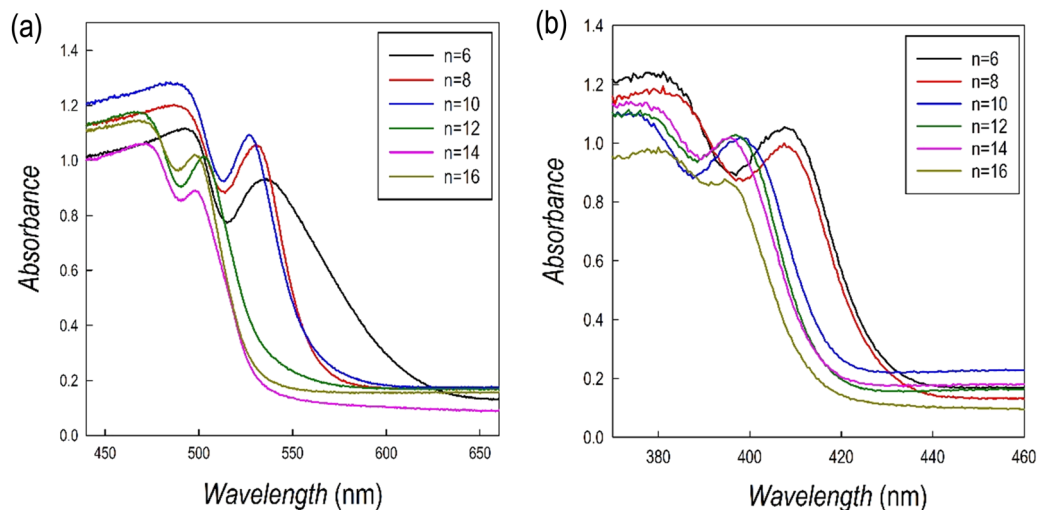 (a)
Absorbance
1.4
1.2
1.0
0.8
0.6
0.4
0.2
0.0
n=6
n=8
n=10
n=12
n=14
n=16
450 500 550 600 650
Wavelength (nm)
(b)
Absorbance
1.4
1.2
1.0
0.8
0.6
0.4
0.2
0.0
n=6
n=8
n=10
n=12
n=14
n=16
380 400 420 440 460
Wavelength (nm)